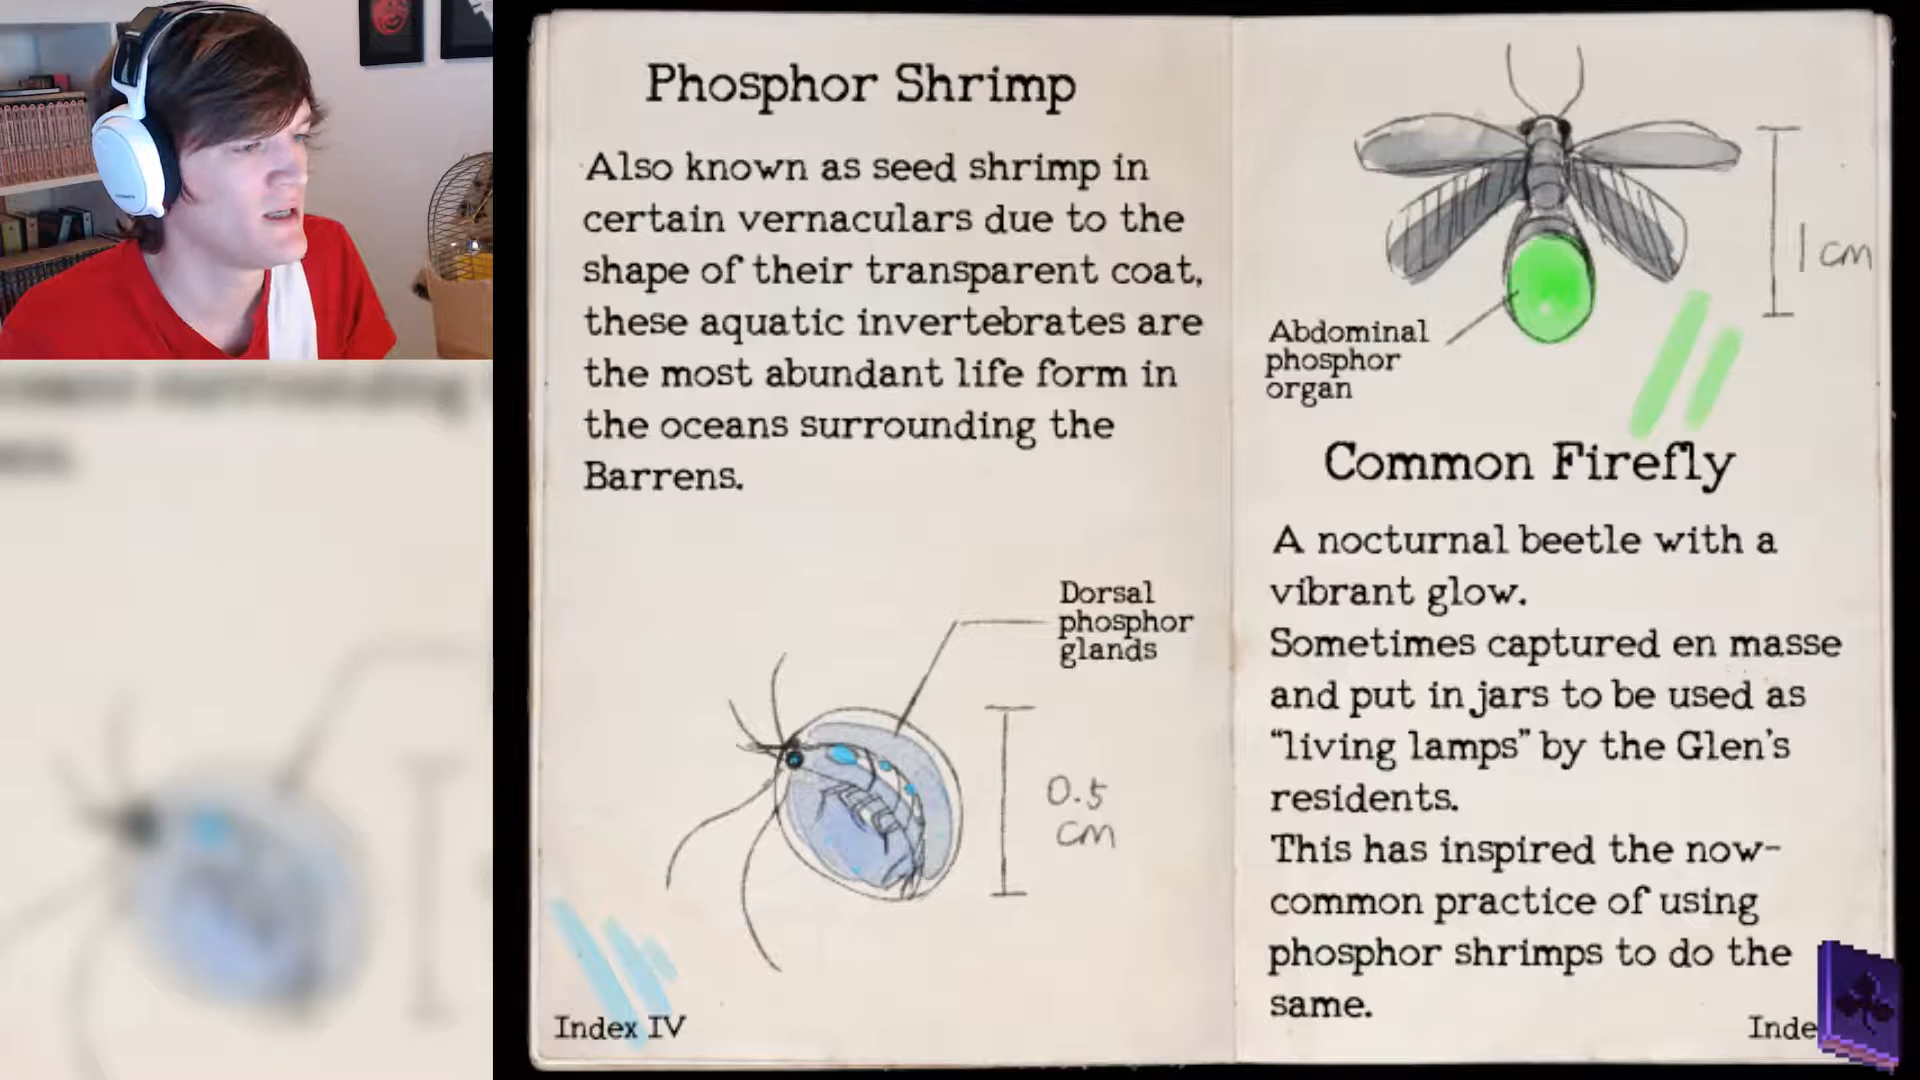 Phosphor Shrimp
Also known as seed shrimp in
certain vernaculars due to the
shape of their transparent coat,
these aquatic invertebrates are
the most abundant life form in
the oceans surrounding the
Barrens.
Dorsal
phosphor
glands
0.5
cm
Index IV
1 cm
Abdominal
phosphor
organ
Common Firefly
A nocturnal beetle with a
vibrant glow.
Sometimes captured en masse
and put in jars to be used as
“living lamps” by the Glen's
residents.
This has inspired the now-
common practice of using
phosphor shrimps to do the
same.